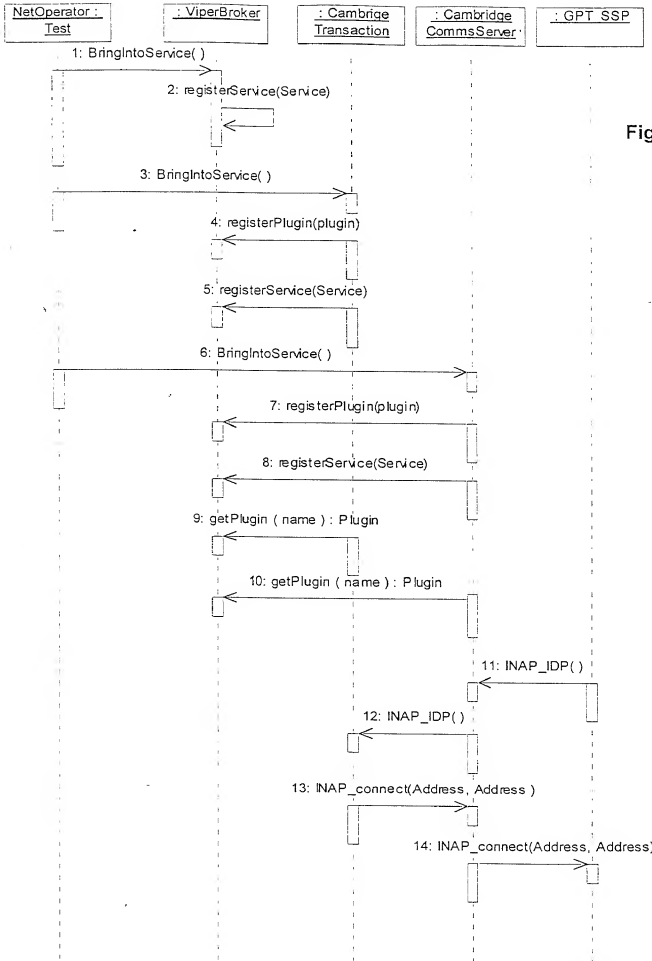 NetOperator :
Test
: ViperBroker
: Cambrige
Transaction
: Cambridge
CommsServer
: GPT SSP
1: BringIntoService( )
2: registerService(Service)
Fig
3: BringIntoService( )
4: registerPlugin(plugin)
5: registerService(Service)
6: BringIntoService( )
7: registerPlugin(plugin)
8: registerService(Service)
9: getPlugin ( name ) : Plugin
10: getPlugin ( name ) : Plugin
11: INAP_IDP( )
12: INAP_IDP( )
13: INAP_connect(Address, Address )
14: INAP_connect(Address, Address)